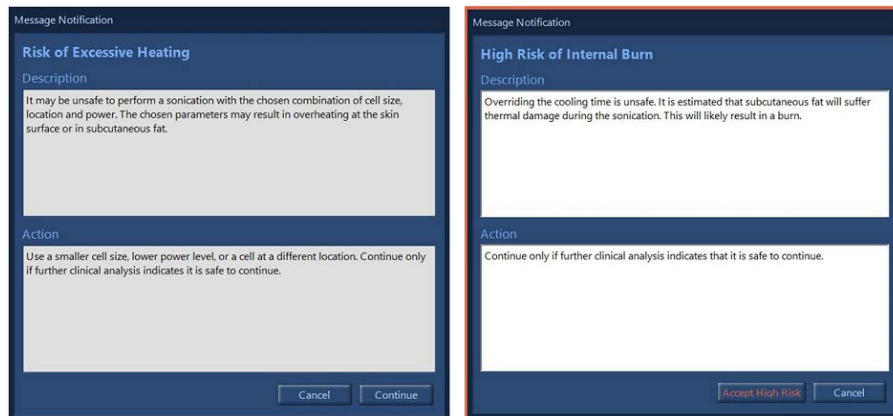 Message Notification
Risk of Excessive Heating
Description
It may be unsafe to perform a sonication with the chosen combination of cell size,
location and power. The chosen parameters may result in overheating at the skin
surface or in subcutaneous fat.
Action
Use a smaller cell size, lower power level, or a cell at a different location. Continue only
if further clinical analysis indicates it is safe to continue.
Cancel
Continue
Message Notification
High Risk of Internal Burn
Description
Overriding the cooling time is unsafe. It is estimated that subcutaneous fat will suffer
thermal damage during the sonication. This will likely result in a burn.
Action
Continue only if further clinical analysis indicates that it is safe to continue.
Accept High Risk
Cancel